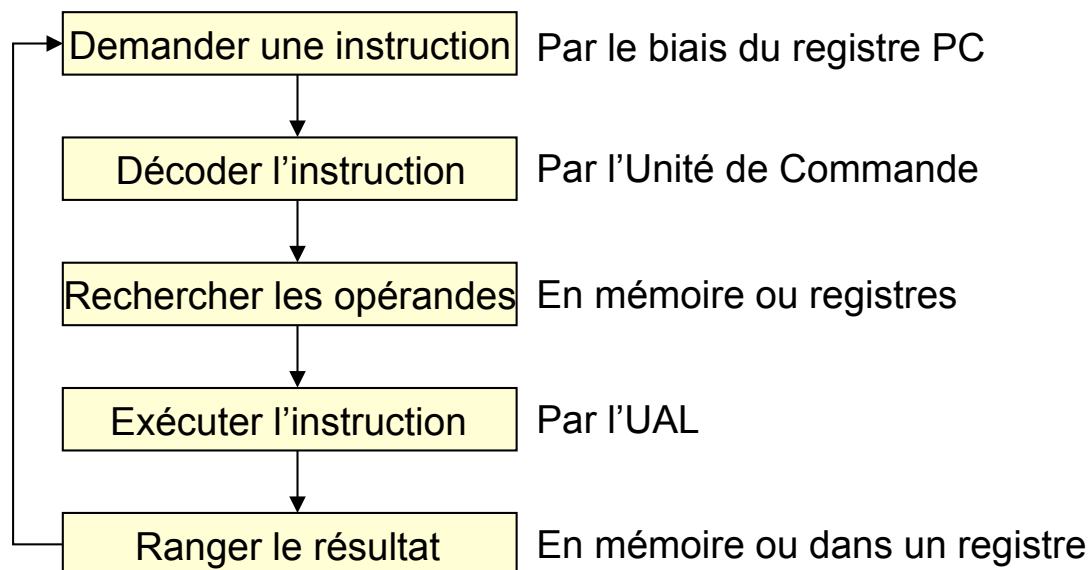 Demander une instruction Par le biais du registre PC
Décoder l’instruction Par l’Unité de Commande
Rechercher les opérandes En mémoire ou registres
Exécuter l’instruction Par l’UAL
Ranger le résultat En mémoire ou dans un registre